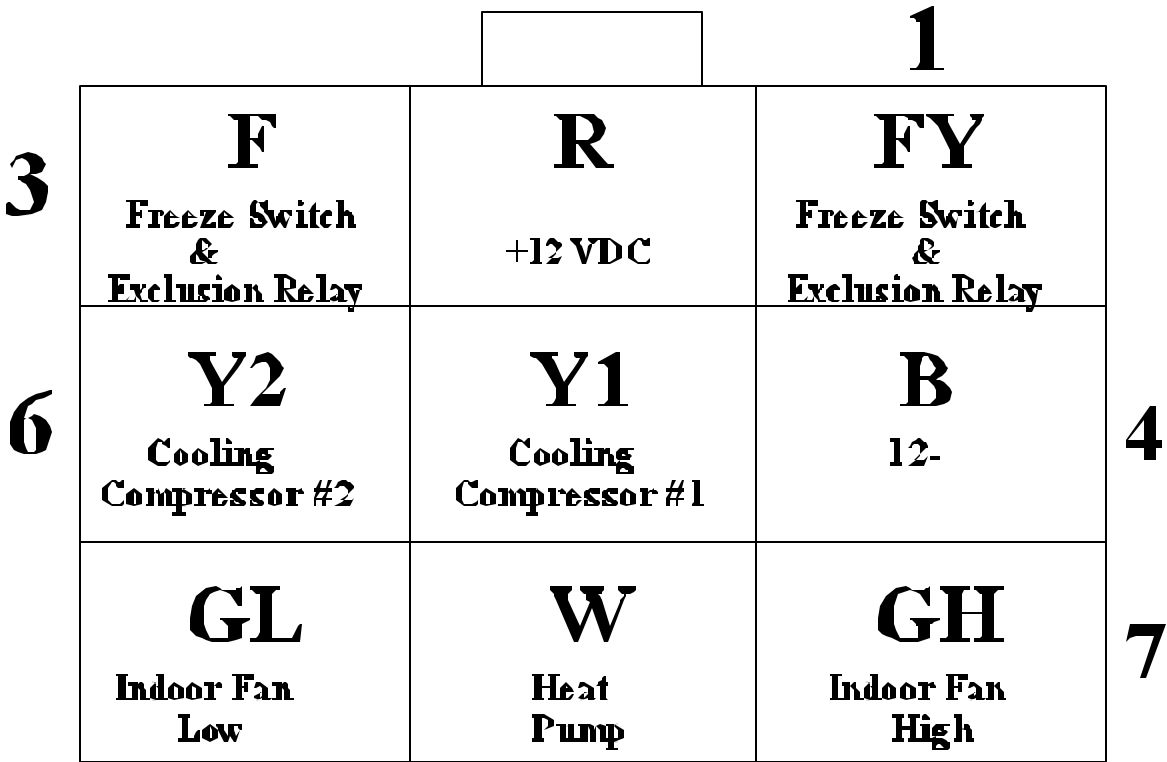 1
3
F
Freeze Switch
&
Exclusion Relay
R
+12 VDC
FY
Freeze Switch
&
Exclusion Relay
6
Y2
Cooling
Compressor #2
Y1
Cooling
Compressor #1
B
12-
4
GL
Indoor Fan
Low
W
Heat
Pump
GH
Indoor Fan
High
7